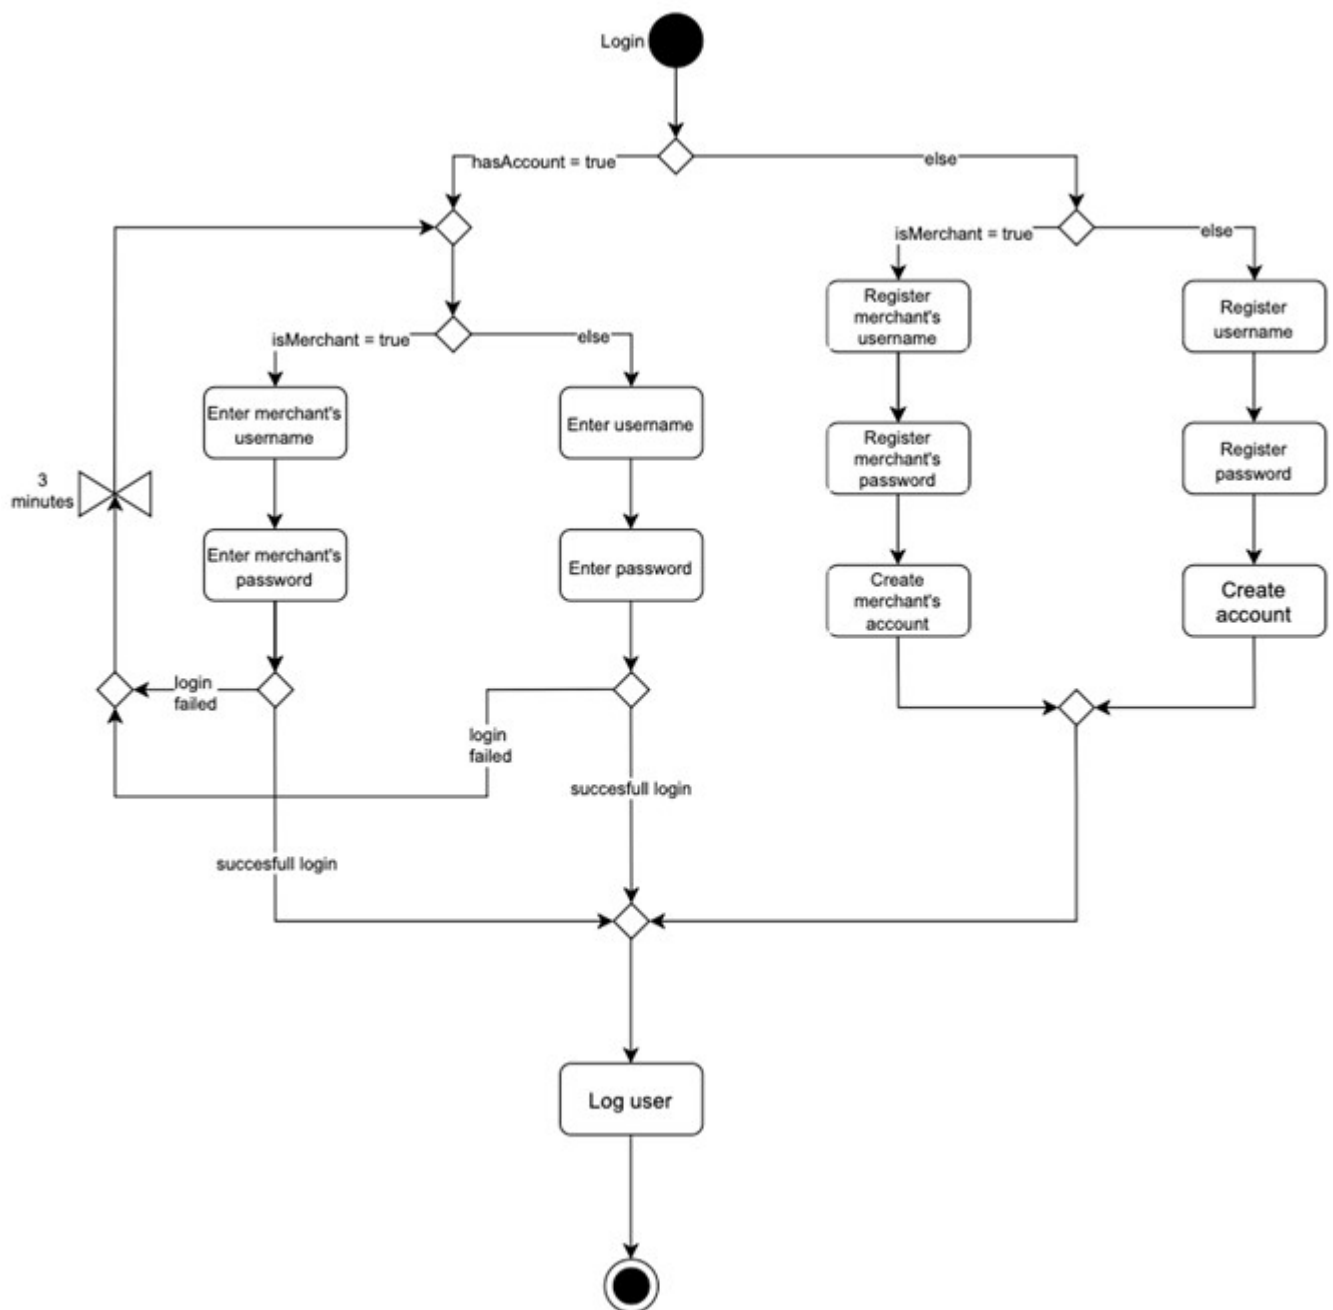 Login
hasAccount = true
else
isMerchant = true
else
Register
merchant's
username
Register
username
isMerchant = true
else
Enter merchant's
username
Enter username
Register
merchant's
password
Register
password
3
minutes
Enter merchant's
password
Enter password
Create
merchant's
account
Create
account
login
failed
login
failed
succesfull login
succesfull login
Log user